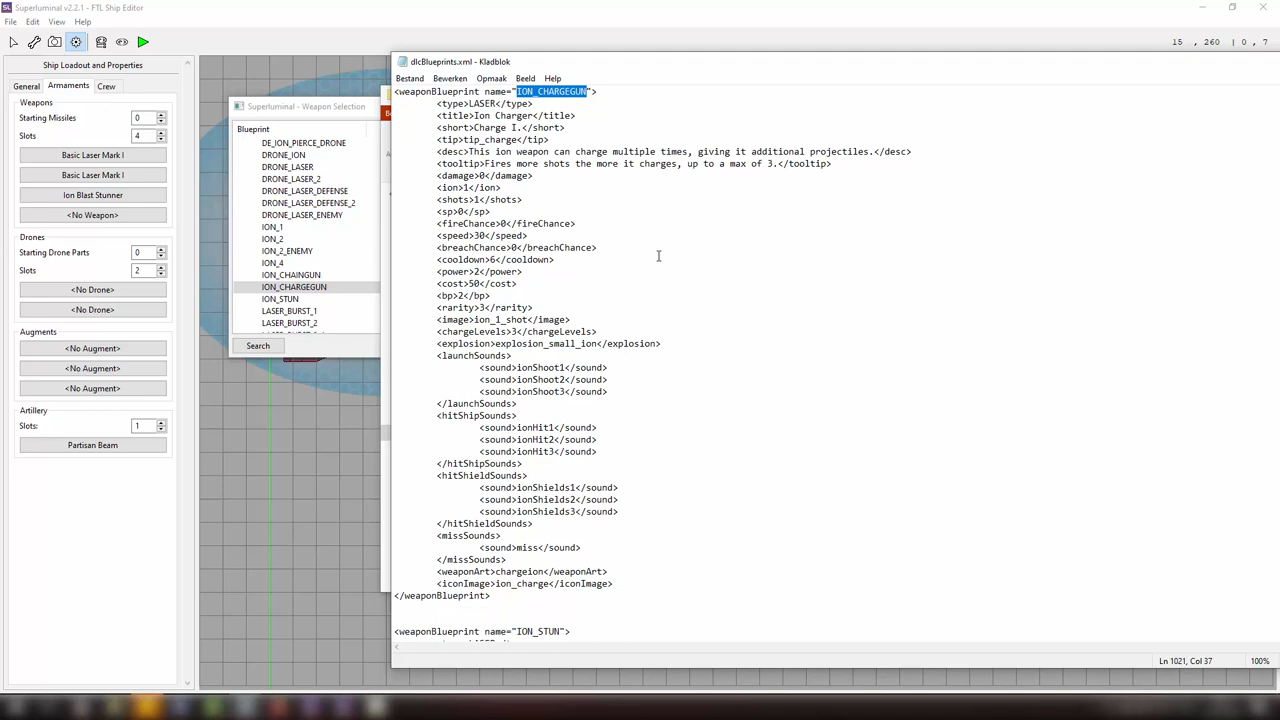 Superluminal v2.2.1 - FTL Ship Editor
File Edit View Help
15 , 260 | 0 , 7
Ship Loadout and Properties
General Armaments Crew
Weapons
Starting Missiles 0
Slots 4
Basic Laser Mark I
Basic Laser Mark I
Ion Blast Stunner
<No Weapon>
Drones
Starting Drone Parts 0
Slots 2
<No Drone>
<No Drone>
Augments
<No Augment>
<No Augment>
<No Augment>
Artillery
Slots: 1
Partisan Beam
Superluminal - Weapon Selection
Blueprint
DE_ION_PIERCE_DRONE
DRONE_ION
DRONE_LASER
DRONE_LASER_2
DRONE_LASER_DEFENSE
DRONE_LASER_DEFENSE_2
DRONE_LASER_ENEMY
ION_1
ION_2
ION_2_ENEMY
ION_4
ION_CHAINGUN
ION_CHARGEGUN
ION_STUN
LASER_BURST_1
LASER_BURST_2
Search
dlcBlueprints.xml - Kladblok
Bestand Bewerken Opmaak Beeld Help
<weaponBlueprint name="ION_CHARGEGUN">
<type>LASER</type>
<title>Ion Charger</title>
<short>Charge I.</short>
<tip>tip_charge</tip>
<desc>This ion weapon can charge multiple times, giving it additional projectiles.</desc>
<tooltip>Fires more shots the more it charges, up to a max of 3.</tooltip>
<damage>0</damage>
<ion>1</ion>
<shots>1</shots>
<sp>0</sp>
<fireChance>0</fireChance>
<speed>30</speed>
<breachChance>0</breachChance>
<cooldown>6</cooldown>
<power>2</power>
<cost>50</cost>
<bp>2</bp>
<rarity>3</rarity>
<image>ion_1_shot</image>
<chargeLevels>3</chargeLevels>
<explosion>explosion_small_ion</explosion>
<launchSounds>
<sound>ionShoot1</sound>
<sound>ionShoot2</sound>
<sound>ionShoot3</sound>
</launchSounds>
<hitShipSounds>
<sound>ionHit1</sound>
<sound>ionHit2</sound>
<sound>ionHit3</sound>
</hitShipSounds>
<hitShieldSounds>
<sound>ionShields1</sound>
<sound>ionShields2</sound>
<sound>ionShields3</sound>
</hitShieldSounds>
<missSounds>
<sound>miss</sound>
</missSounds>
<weaponArt>chargeion</weaponArt>
<iconImage>ion_charge</iconImage>
</weaponBlueprint>
<weaponBlueprint name="ION_STUN">
Ln 1021, Col 37 100%